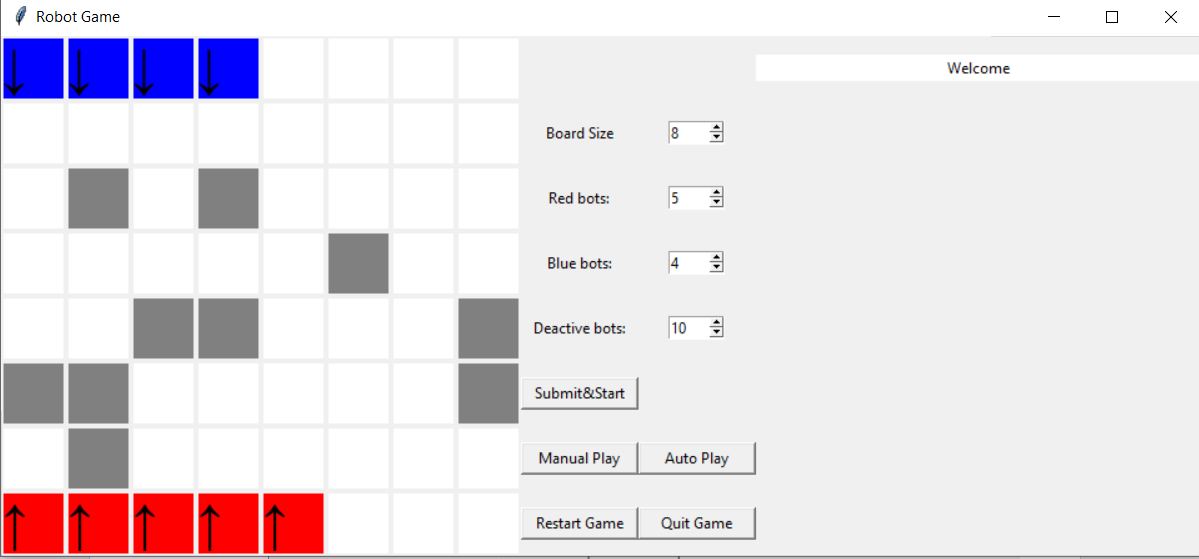 Robot Game
↓ ↓ ↓ ↓
Welcome
Board Size 8
Red bots: 5
Blue bots: 4
Deactive bots: 10
Submit&Start
Manual Play Auto Play
↑ ↑ ↑ ↑ ↑
Restart Game Quit Game